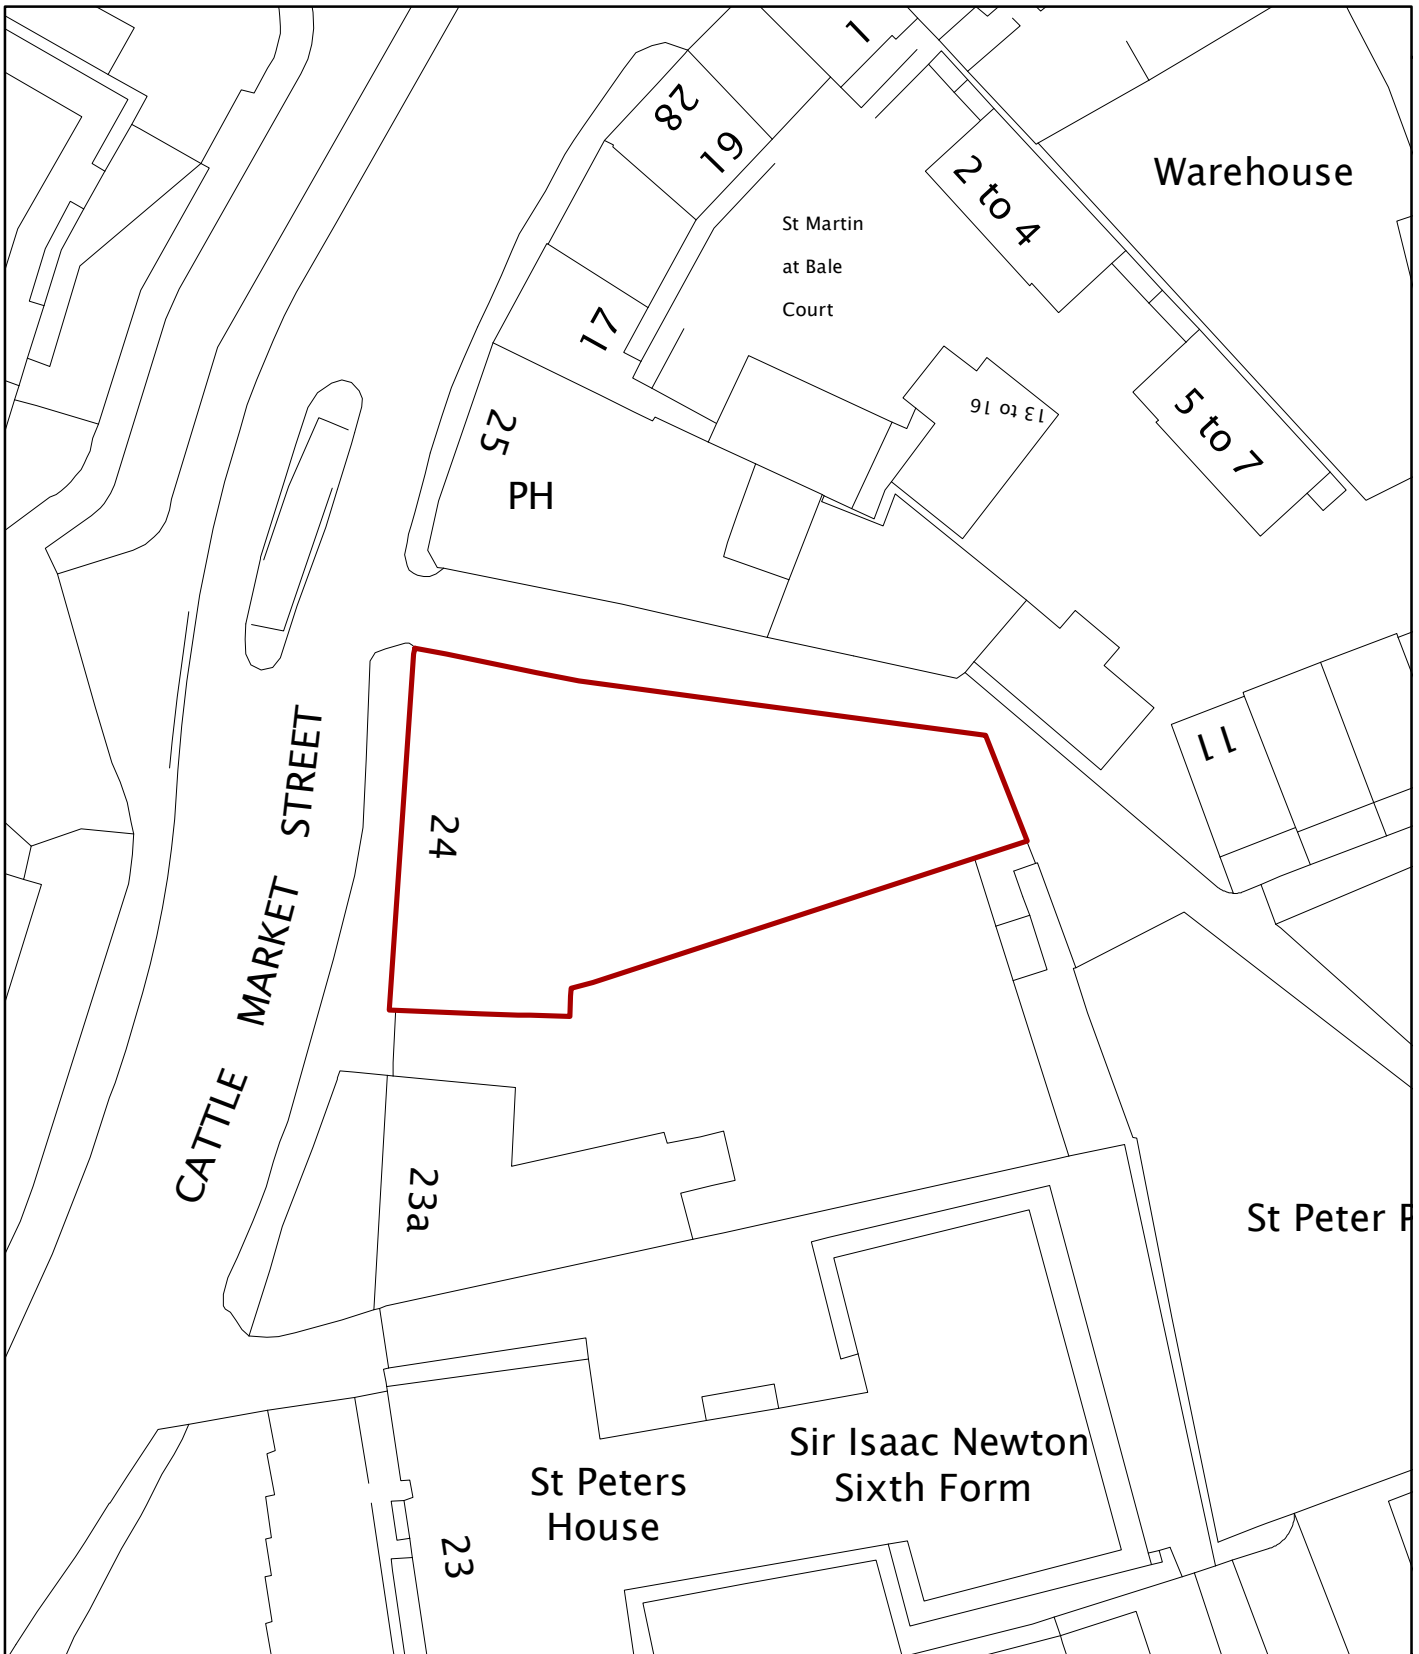 1
28
19
2 to 4
Warehouse
St Martin
at Bale
Court
17
13 to 16
5 to 7
25
PH
11
24
CATTLE MARKET STREET
23a
St Peter
Sir Isaac Newton
Sixth Form
St Peters
House
23